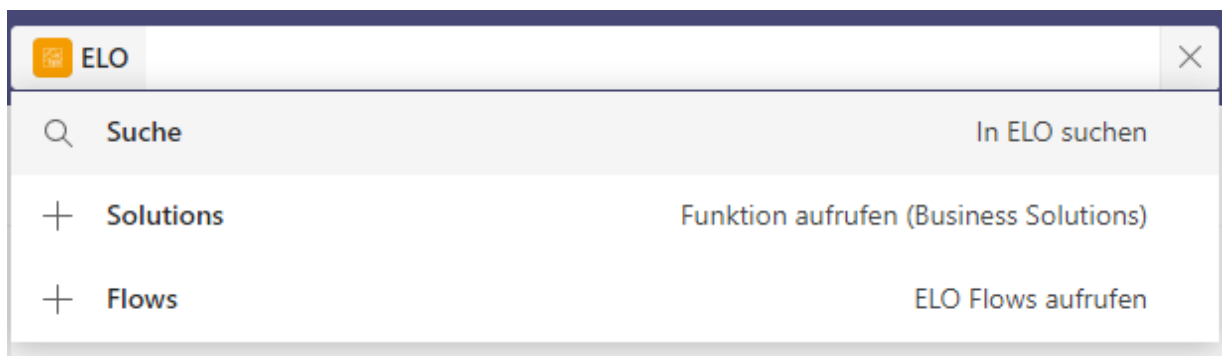 ELO
Suche In ELO suchen
Solutions Funktion aufrufen (Business Solutions)
Flows ELO Flows aufrufen